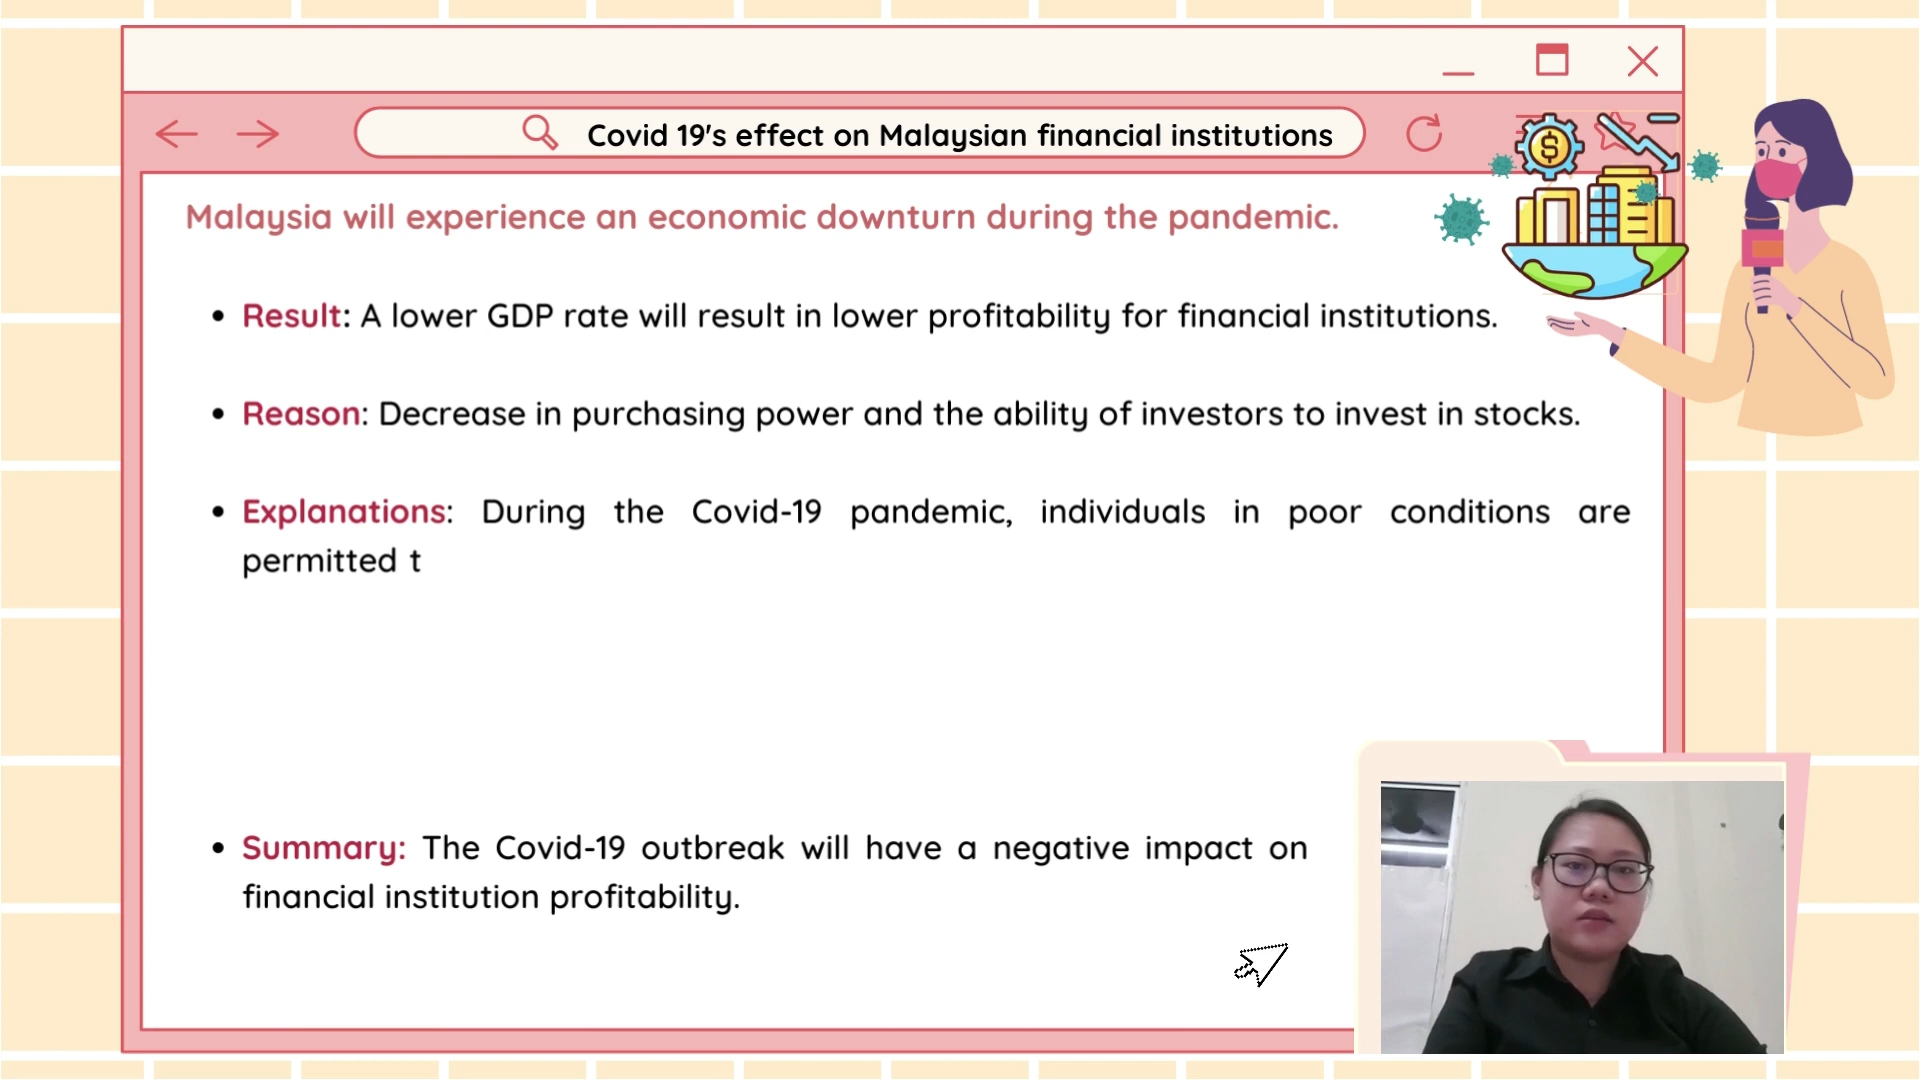 Covid 19's effect on Malaysian financial institutions
Malaysia will experience an economic downturn during the pandemic.
• Result: A lower GDP rate will result in lower profitability for financial institutions.
• Reason: Decrease in purchasing power and the ability of investors to invest in stocks.
• Explanations: During the Covid-19 pandemic, individuals in poor conditions are
permitted t
• Summary: The Covid-19 outbreak will have a negative impact on
financial institution profitability.